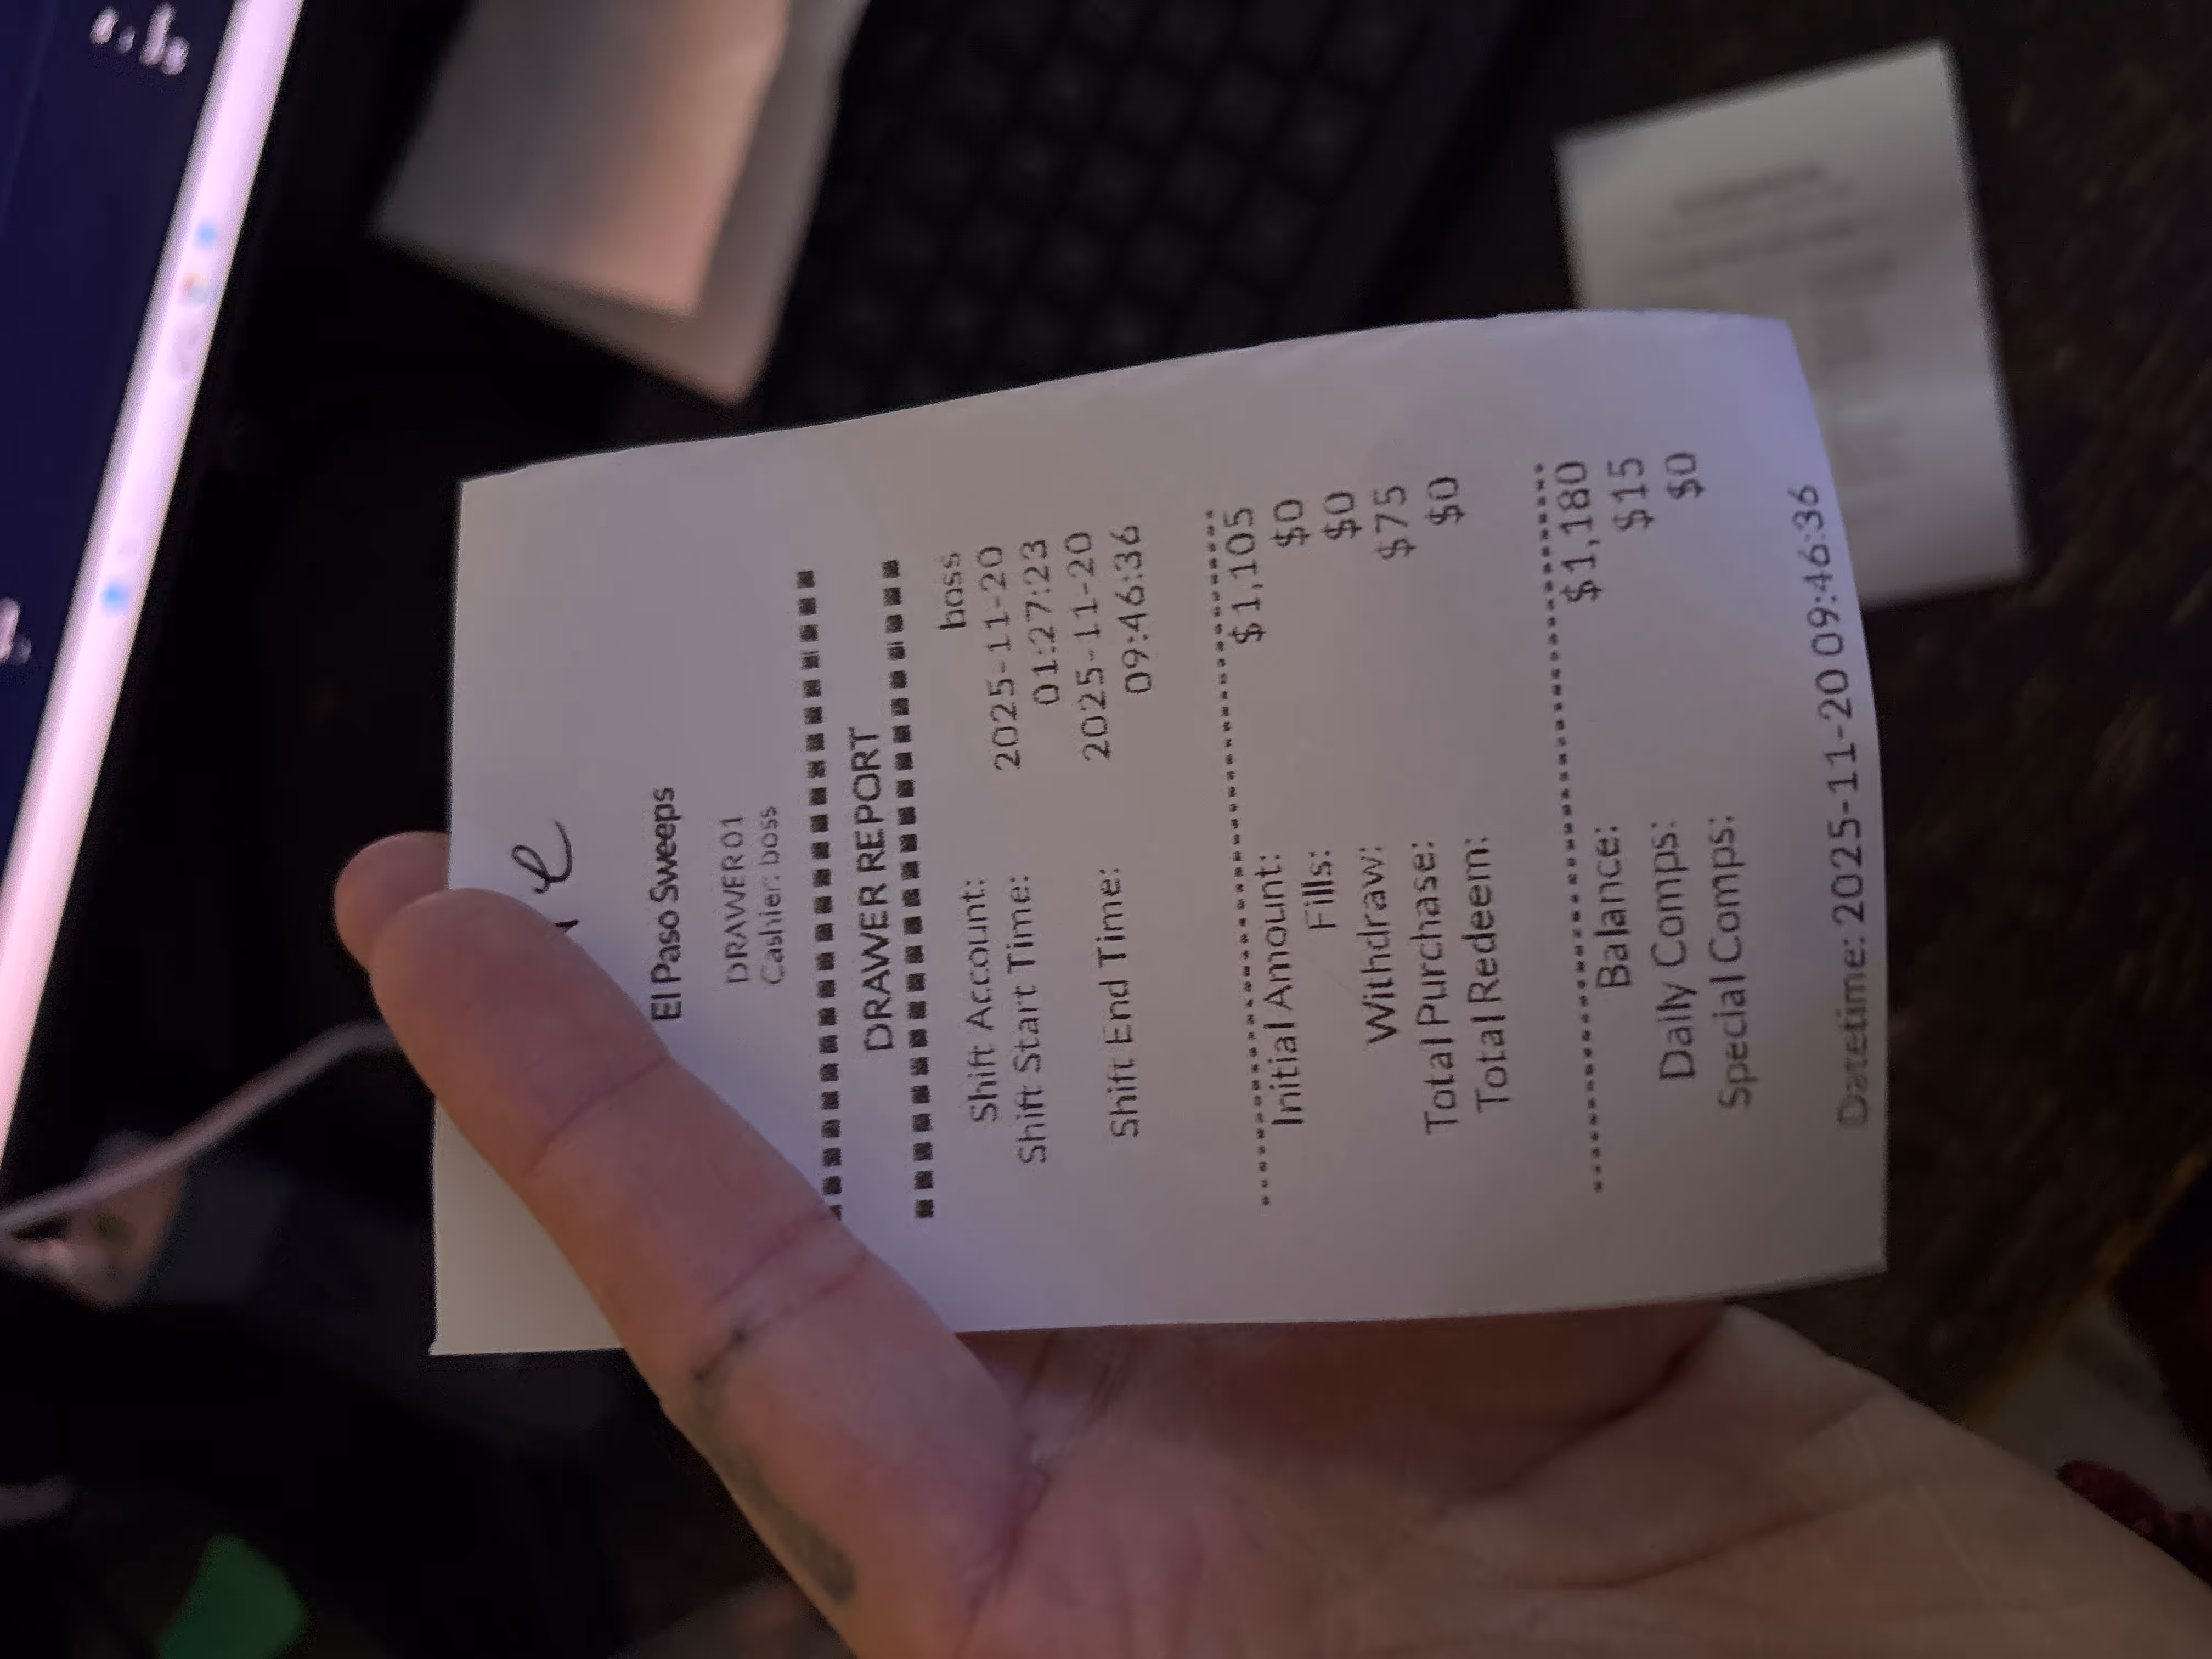 El Paso Sweeps
DRAWER01
Cashier: boss
DRAWER REPORT
Shift Account: boss
Shift Start Time: 2025-11-20
01:27:23
Shift End Time: 2025-11-20
09:46:36
Initial Amount: $1,105
Fills: $0
Withdraw: $0
Total Purchase: $75
Total Redeem: $0
Balance: $1,180
Daily Comps: $15
Special Comps: $0
Datetime: 2025-11-20 09:46:36